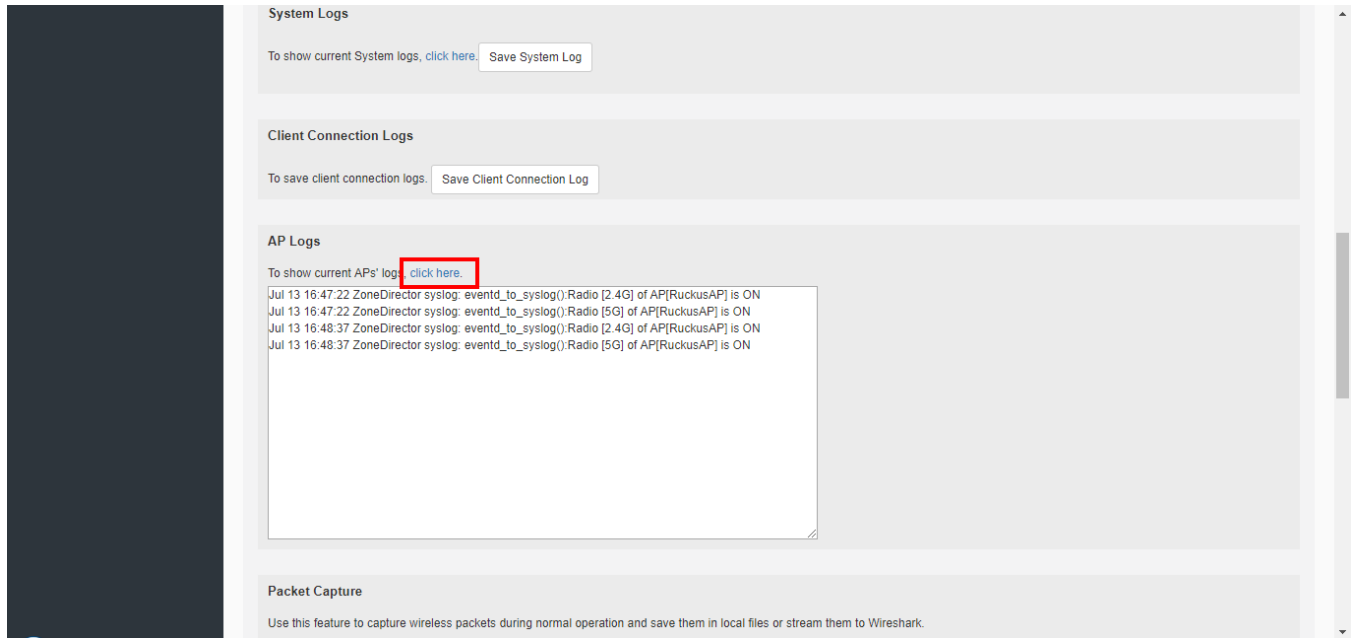 System Logs
To show current System logs, click here. Save System Log
Client Connection Logs
To save client connection logs. Save Client Connection Log
AP Logs
To show current APs' logs, click here.
Jul 13 16:47:22 ZoneDirector syslog: eventd_to_syslog():Radio [2.4G] of AP[RuckusAP] is ON
Jul 13 16:47:22 ZoneDirector syslog: eventd_to_syslog():Radio [5G] of AP[RuckusAP] is ON
Jul 13 16:48:37 ZoneDirector syslog: eventd_to_syslog():Radio [2.4G] of AP[RuckusAP] is ON
Jul 13 16:48:37 ZoneDirector syslog: eventd_to_syslog():Radio [5G] of AP[RuckusAP] is ON
Packet Capture
Use this feature to capture wireless packets during normal operation and save them in local files or stream them to Wireshark.